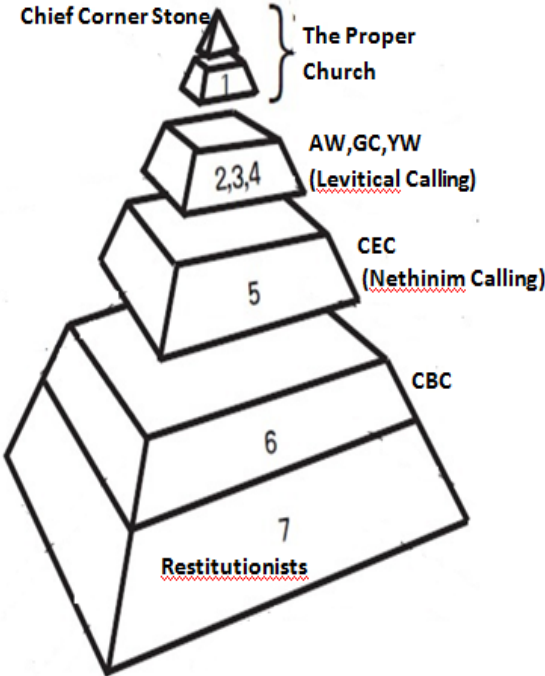 Chief Corner Stone
The Proper
Church
1
AW,GC,YW
(Levitical Calling)
2,3,4
CEC
(Nethinim Calling)
5
CBC
6
7
Restitutionists